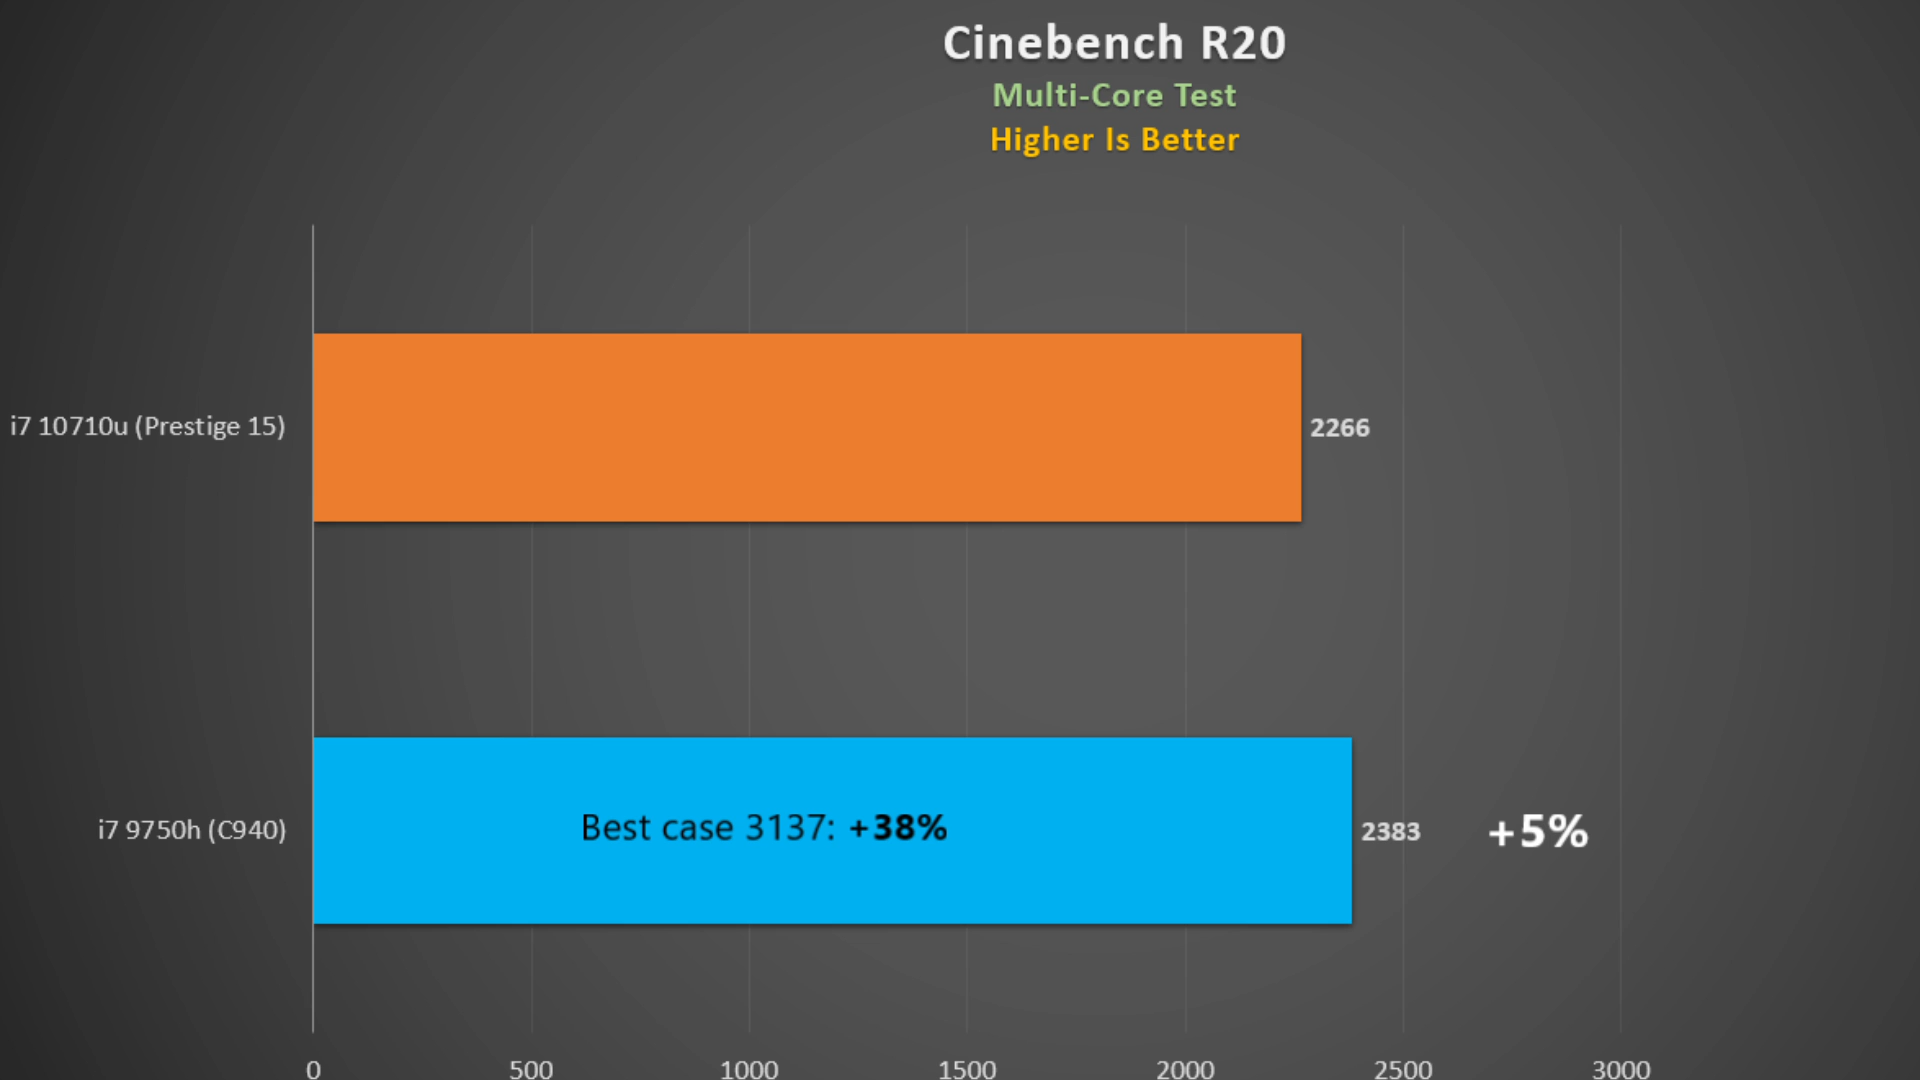 Cinebench R20
Multi-Core Test
Higher Is Better
i7 10710u (Prestige 15)
2266
i7 9750h (C940)
Best case 3137: +38%
2383
+5%
0 500 1000 1500 2000 2500 3000